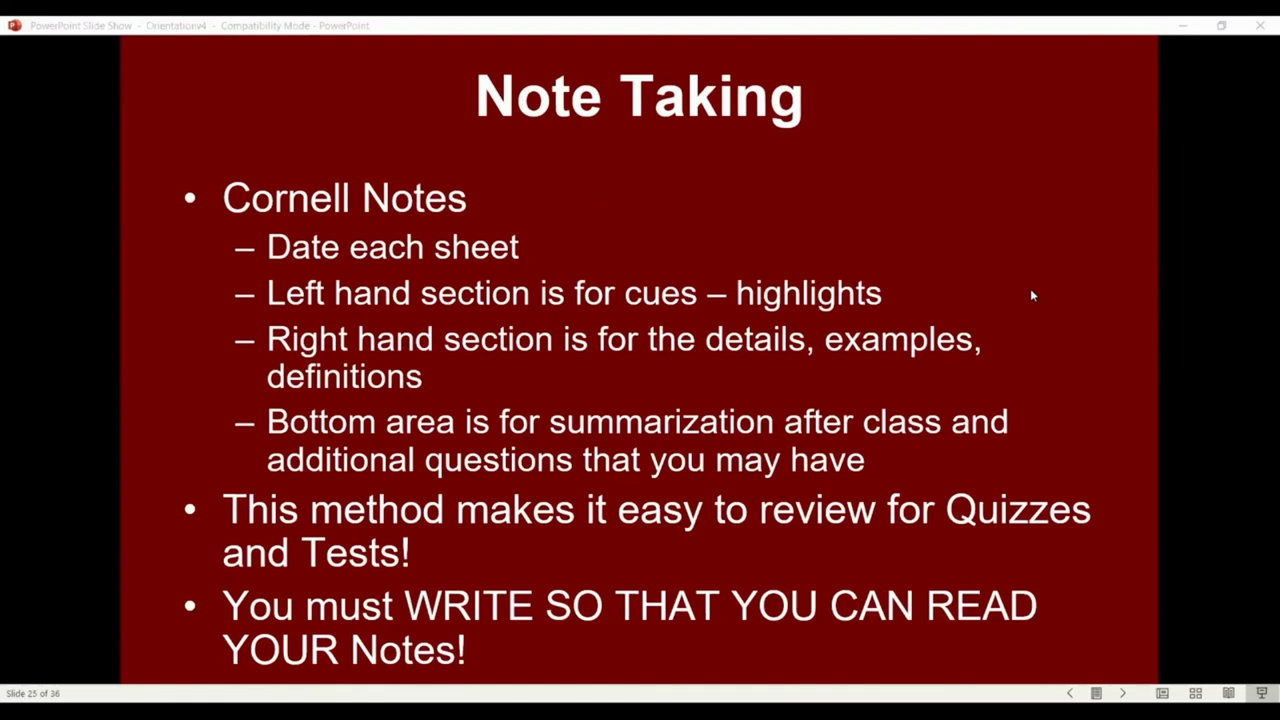 PowerPoint Slide Show - Orientationv4 - Compatibility Mode - PowerPoint
Note Taking
• Cornell Notes
– Date each sheet
– Left hand section is for cues – highlights
– Right hand section is for the details, examples,
definitions
– Bottom area is for summarization after class and
additional questions that you may have
• This method makes it easy to review for Quizzes
and Tests!
• You must WRITE SO THAT YOU CAN READ
YOUR Notes!
Slide 25 of 36